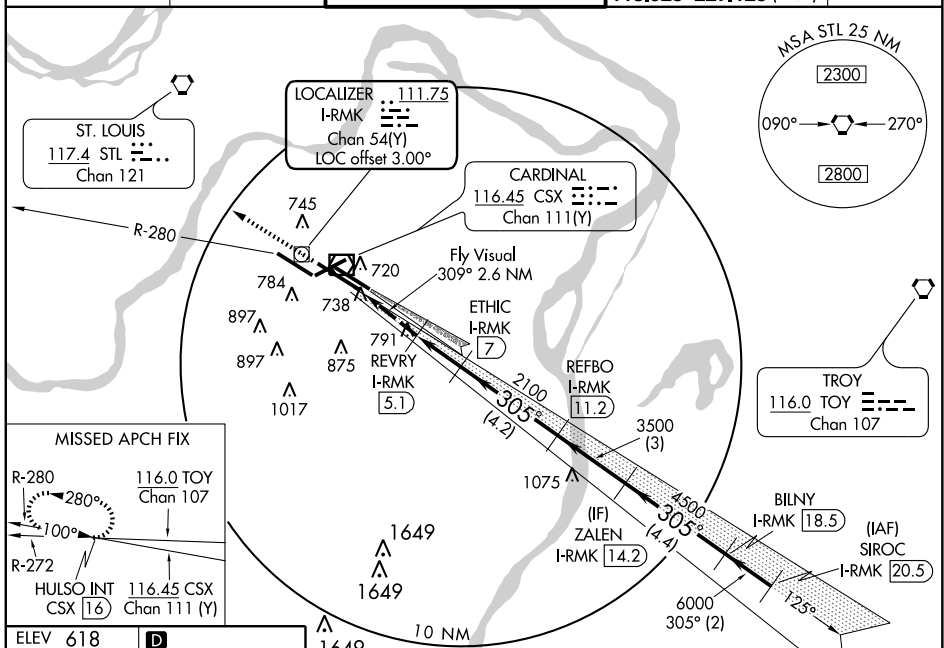 MSA STL 25 NM
2300
090°
270°
2800
ST. LOUIS
117.4 STL
Chan 121
LOCALIZER 111.75
I-RMK
Chan 54(Y)
LOC offset 3.00°
CARDINAL
116.45 CSX
Chan 111(Y)
R-280
745
720
784
738
Fly Visual
309° 2.6 NM
ETHIC
I-RMK
7
897
897
791
875
REVRY
I-RMK
5.1
1017
2100
305°
(4.2)
REFBO
I-RMK
11.2
3500
(3)
TROY
116.0 TOY
Chan 107
1075
4500
305°
(4.4)
(IF)
ZALEN
I-RMK 14.2
BILNY
I-RMK 18.5
(IAF)
SIROC
I-RMK 20.5
6000
305° (2)
125°
MISSED APCH FIX
R-280
116.0 TOY
Chan 107
280°
100°
R-272
HULSO INT
CSX 16
116.45 CSX
Chan 111 (Y)
1649
1649
1649
10 NM
ELEV 618
D